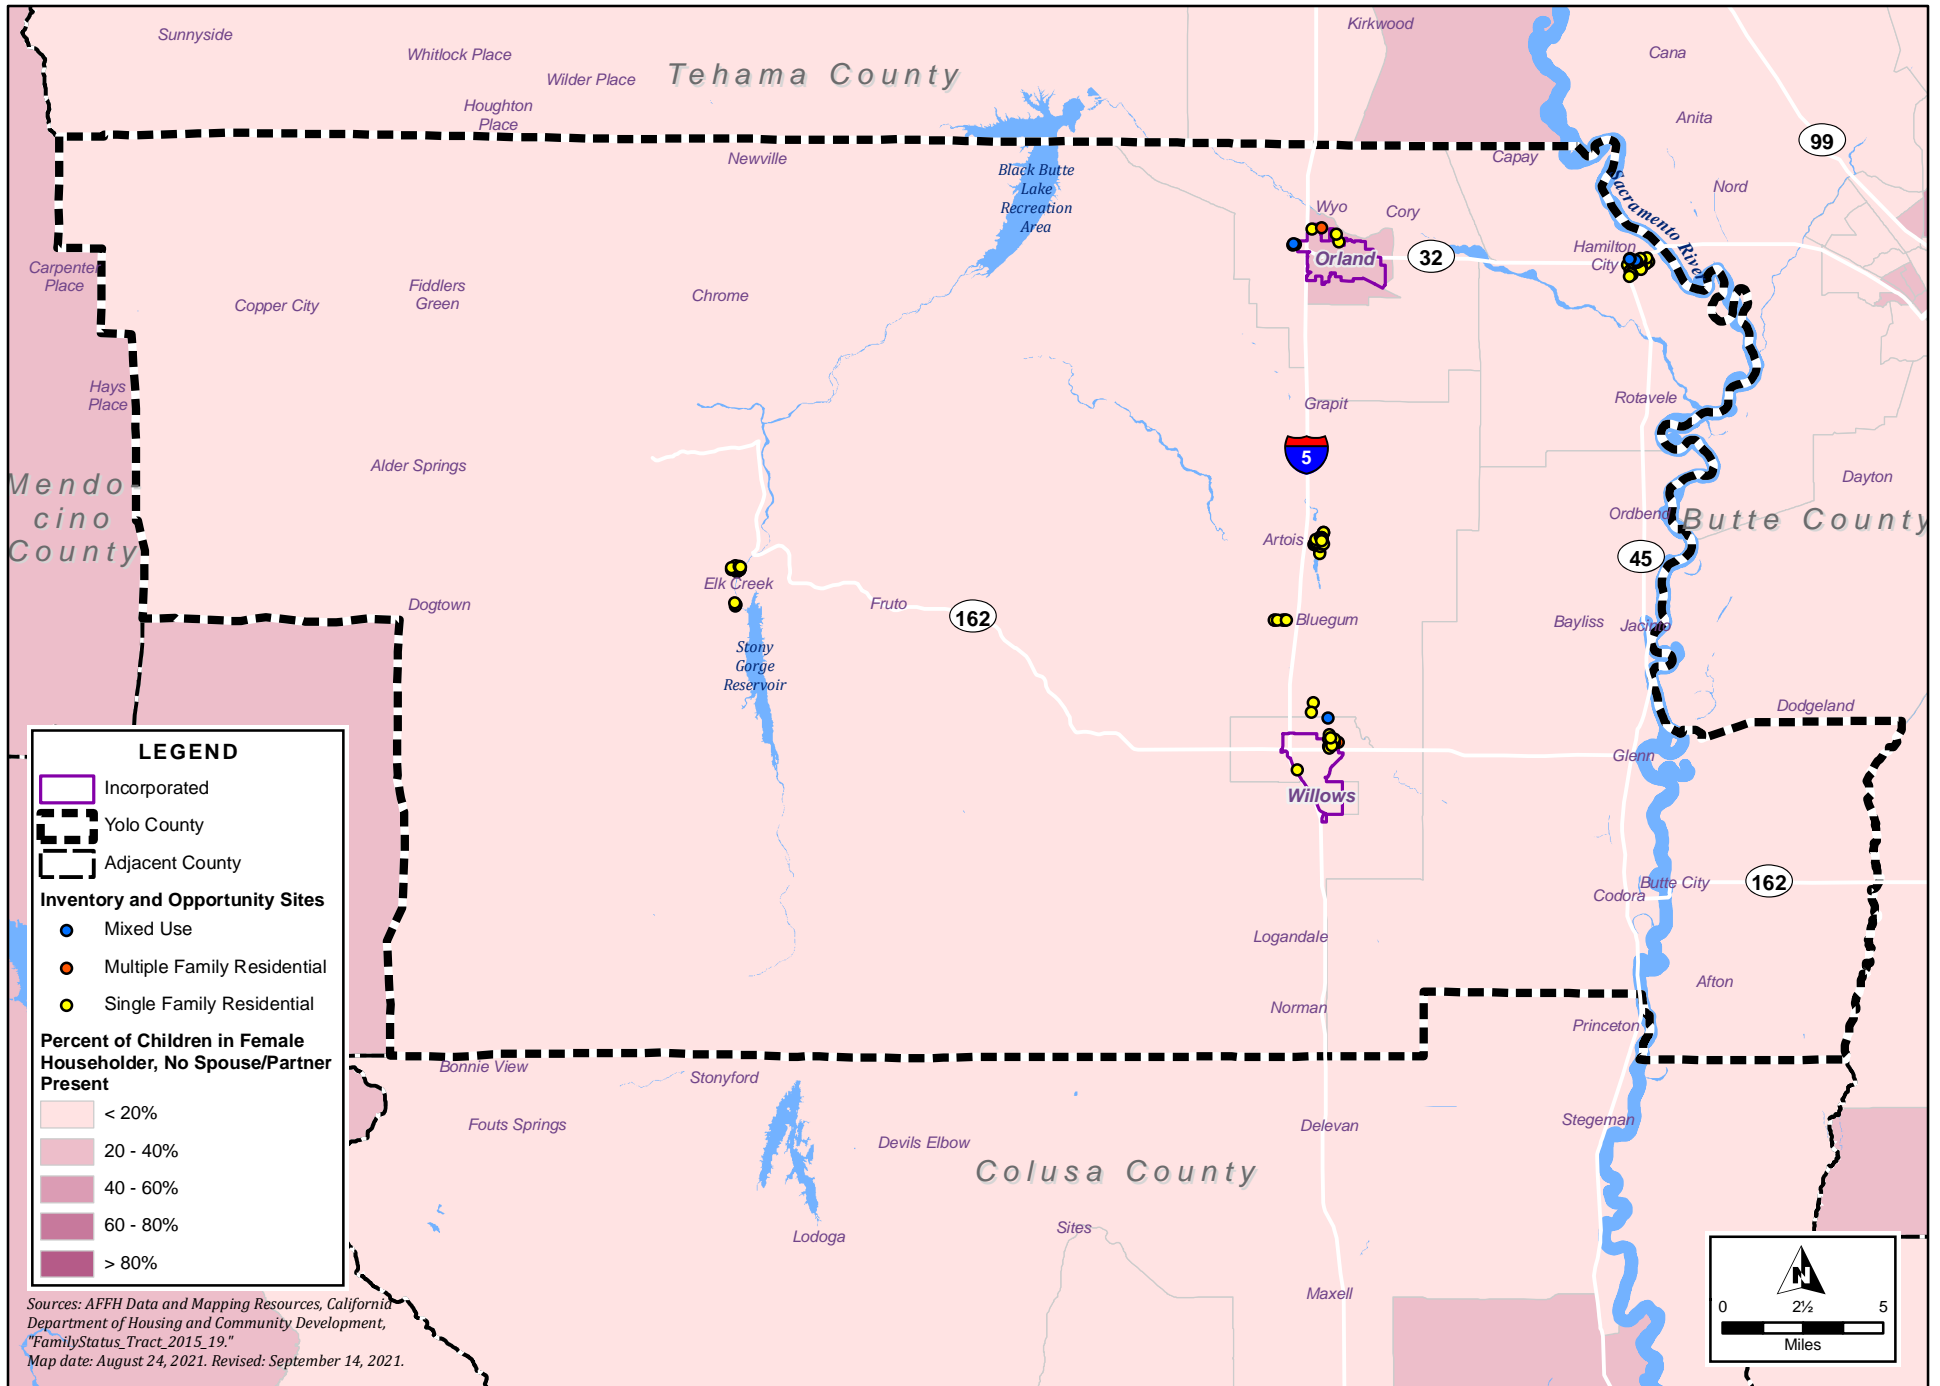 Sunnyside
Whitlock Place
Wilder Place
Houghton
Place
Tehama County
Kirkwood
Cana
Anita
99
Newville
Capay
Nord
Black Butte
Lake
Recreation
Area
Sacramento River
Wyo
Cory
Hamilton
City
Orland
32
Carpenter
Place
Copper City
Fiddlers
Green
Chrome
Hays
Place
Grapit
Rotavele
5
Alder Springs
Dayton
Mendo-
cino
County
Ordbend
Butte County
Artois
45
Elk Creek
Dogtown
Fruto
162
Bluegum
Bayliss
Jacinto
Stony
Gorge
Reservoir
Dodgeland
Glenn
Willows
Butte City
162
Codora
Logandale
Afton
Norman
Princeton
Bonnie View
Stonyford
Fouts Springs
Devils Elbow
Delevan
Stegeman
Colusa County
Lodoga
Sites
Maxell
LEGEND
Incorporated
Yolo County
Adjacent County
Inventory and Opportunity Sites
Mixed Use
Multiple Family Residential
Single Family Residential
Percent of Children in Female
Householder, No Spouse/Partner
Present
< 20%
20 - 40%
40 - 60%
60 - 80%
> 80%
Sources: AFFH Data and Mapping Resources, California
Department of Housing and Community Development,
"FamilyStatus_Tract_2015_19."
Map date: August 24, 2021. Revised: September 14, 2021.
N
0 2½ 5
Miles